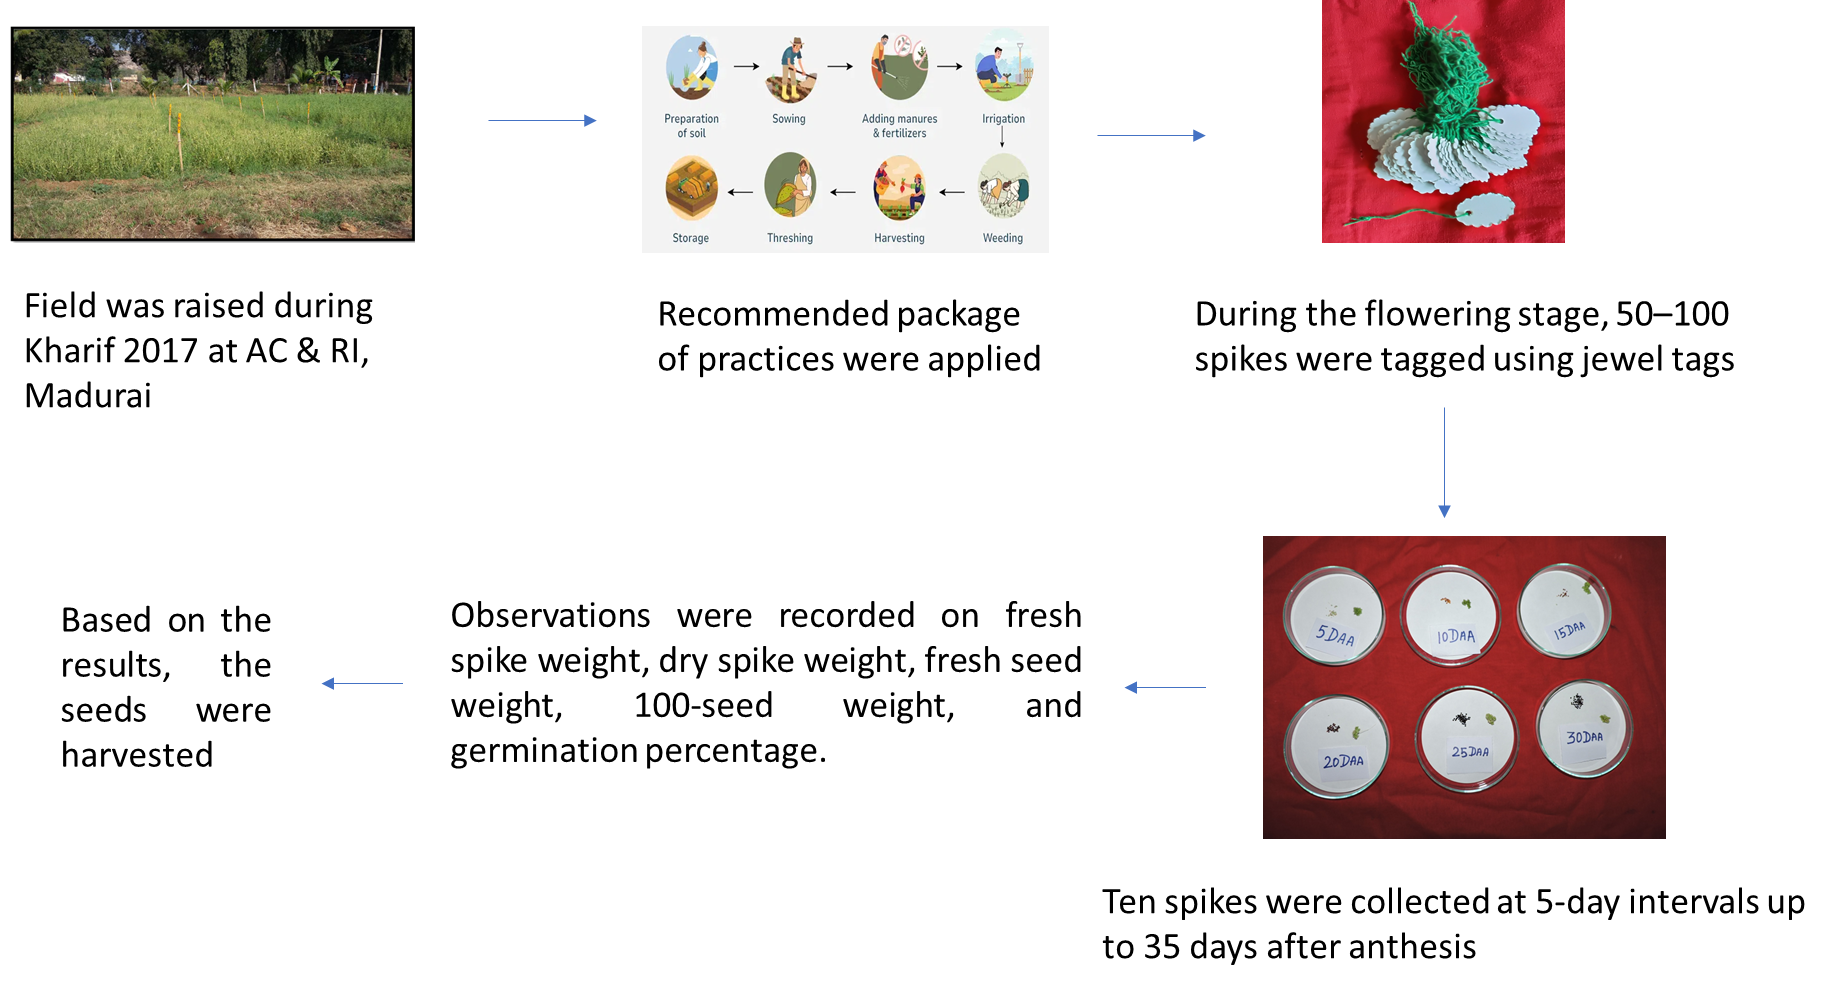 Preparation
of soil
Sowing
Adding manures
& fertilizers
Irrigation
Storage
Threshing
Harvesting
Weeding
Field was raised during
Kharif 2017 at AC & RI,
Madurai
Recommended package
of practices were applied
During the flowering stage, 50–100
spikes were tagged using jewel tags
5DAA
10DAA
15DAA
20DAA
25DAA
30DAA
Ten spikes were collected at 5-day intervals up
to 35 days after anthesis
Observations were recorded on fresh
spike weight, dry spike weight, fresh seed
weight, 100-seed weight, and
germination percentage.
Based on the
results, the
seeds were
harvested